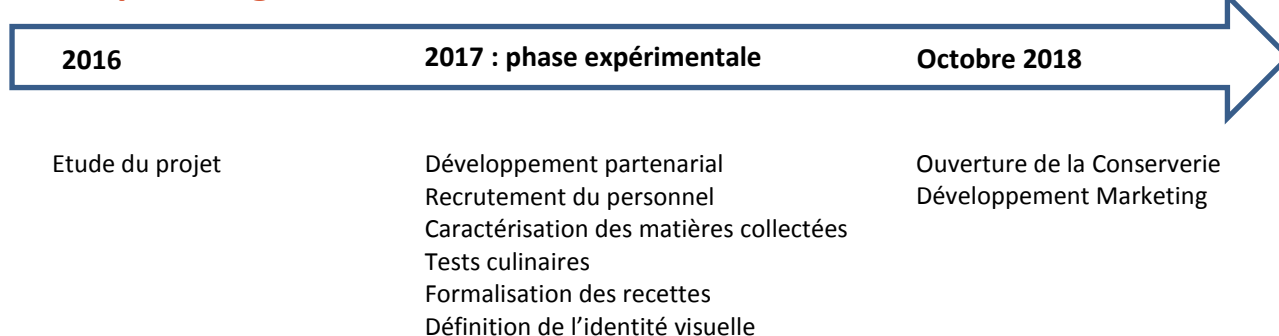 2016
2017 : phase expérimentale
Octobre 2018
Etude du projet
Développement partenarial
Recrutement du personnel
Caractérisation des matières collectées
Tests culinaires
Formalisation des recettes
Définition de l’identité visuelle
Ouverture de la Conserverie
Développement Marketing